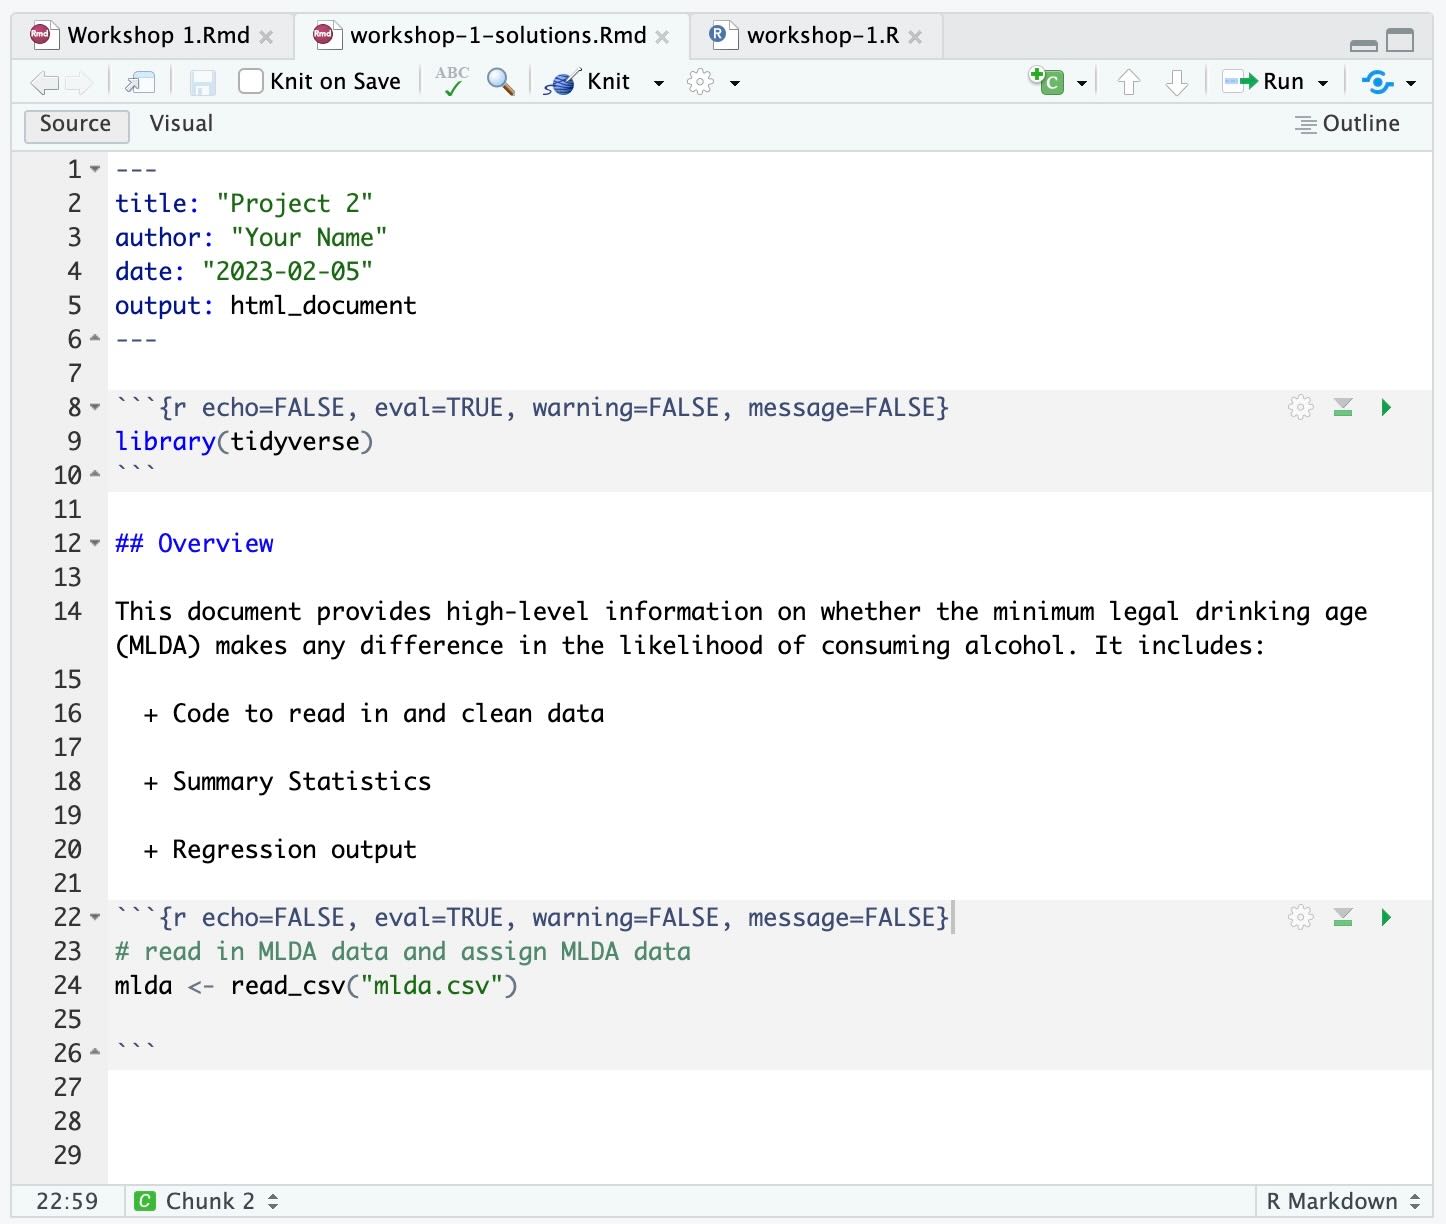 Workshop 1.Rmd workshop-1-solutions.Rmd workshop-1.R
Knit on Save ABC Knit Run
Source Visual Outline
1 ---
2 title: "Project 2"
3 author: "Your Name"
4 date: "2023-02-05"
5 output: html_document
6 ---
7
8 ```{r echo=FALSE, eval=TRUE, warning=FALSE, message=FALSE}
9 library(tidyverse)
10 ```
11
12 ## Overview
13
14 This document provides high-level information on whether the minimum legal drinking age
(MLDA) makes any difference in the likelihood of consuming alcohol. It includes:
15
16 + Code to read in and clean data
17
18 + Summary Statistics
19
20 + Regression output
21
22 ```{r echo=FALSE, eval=TRUE, warning=FALSE, message=FALSE}
23 # read in MLDA data and assign MLDA data
24 mlda <- read_csv("mlda.csv")
25
26 ```
27
28
29
22:59 C Chunk 2 R Markdown